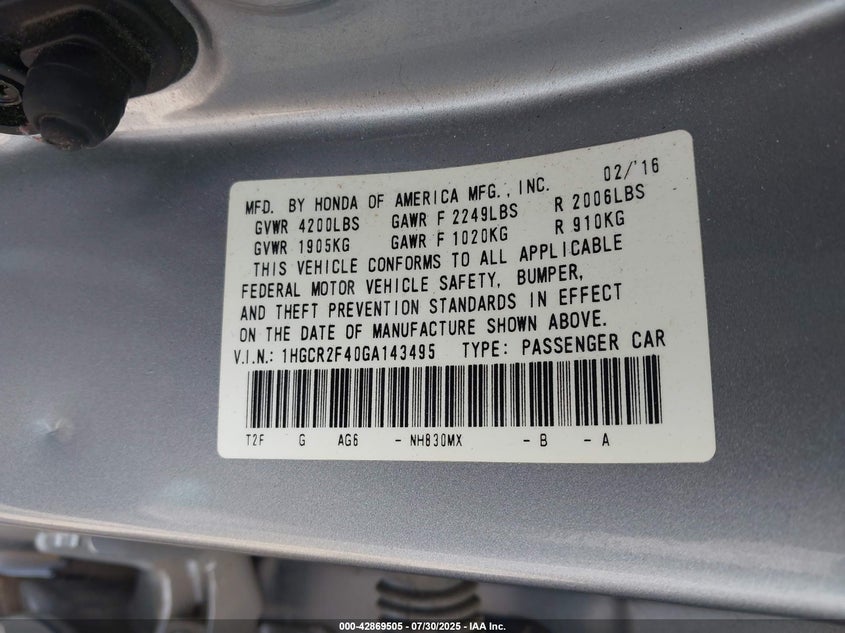 02/'16
MFD. BY HONDA OF AMERICA MFG., INC.
GVWR 4200LBS GAWR F 2249LBS R 2006LBS
GVWR 1905KG GAWR F 1020KG R 910KG
THIS VEHICLE CONFORMS TO ALL APPLICABLE
FEDERAL MOTOR VEHICLE SAFETY, BUMPER,
AND THEFT PREVENTION STANDARDS IN EFFECT
ON THE DATE OF MANUFACTURE SHOWN ABOVE.
V.I.N.: 1HGCR2F40GA143495 TYPE: PASSENGER CAR
T2F G AG6 - NH830MX - B - A
000-42869505 - 07/30/2025 - IAA Inc.